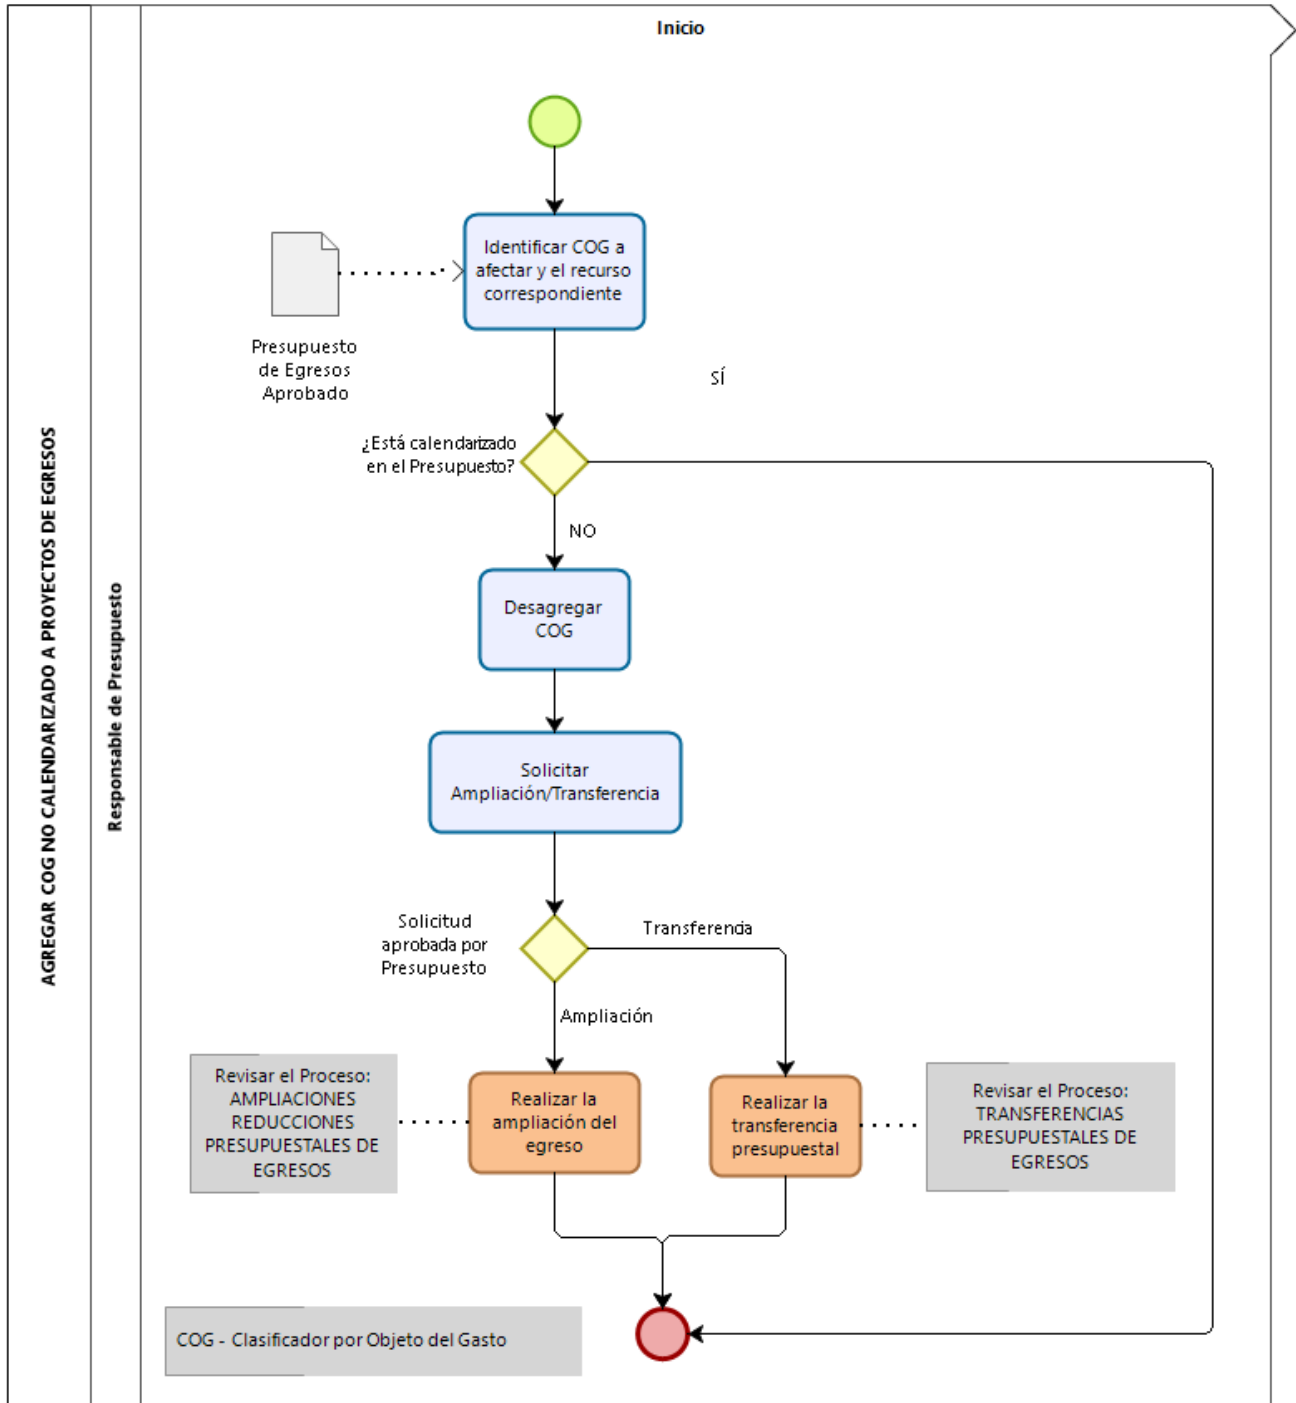 Inicio
AGREGAR COG NO CALENDARIZADO A PROYECTOS DE EGRESOS
Responsable de Presupuesto
Identificar COG a
afectar y el recurso
correspondiente
Presupuesto
de Egresos
Aprobado
SÍ
¿Está calendarizado
en el Presupuesto?
NO
Desagregar
COG
Solicitar
Ampliación/Transferencia
Solicitud
aprobada por
Presupuesto
Transferencia
Ampliación
Revisar el Proceso:
AMPLIACIONES
REDUCCIONES
PRESUPUESTALES DE
EGRESOS
Realizar la
ampliación del
egreso
Realizar la
transferencia
presupuestal
Revisar el Proceso:
TRANSFERENCIAS
PRESUPUESTALES DE
EGRESOS
COG - Clasificador por Objeto del Gasto